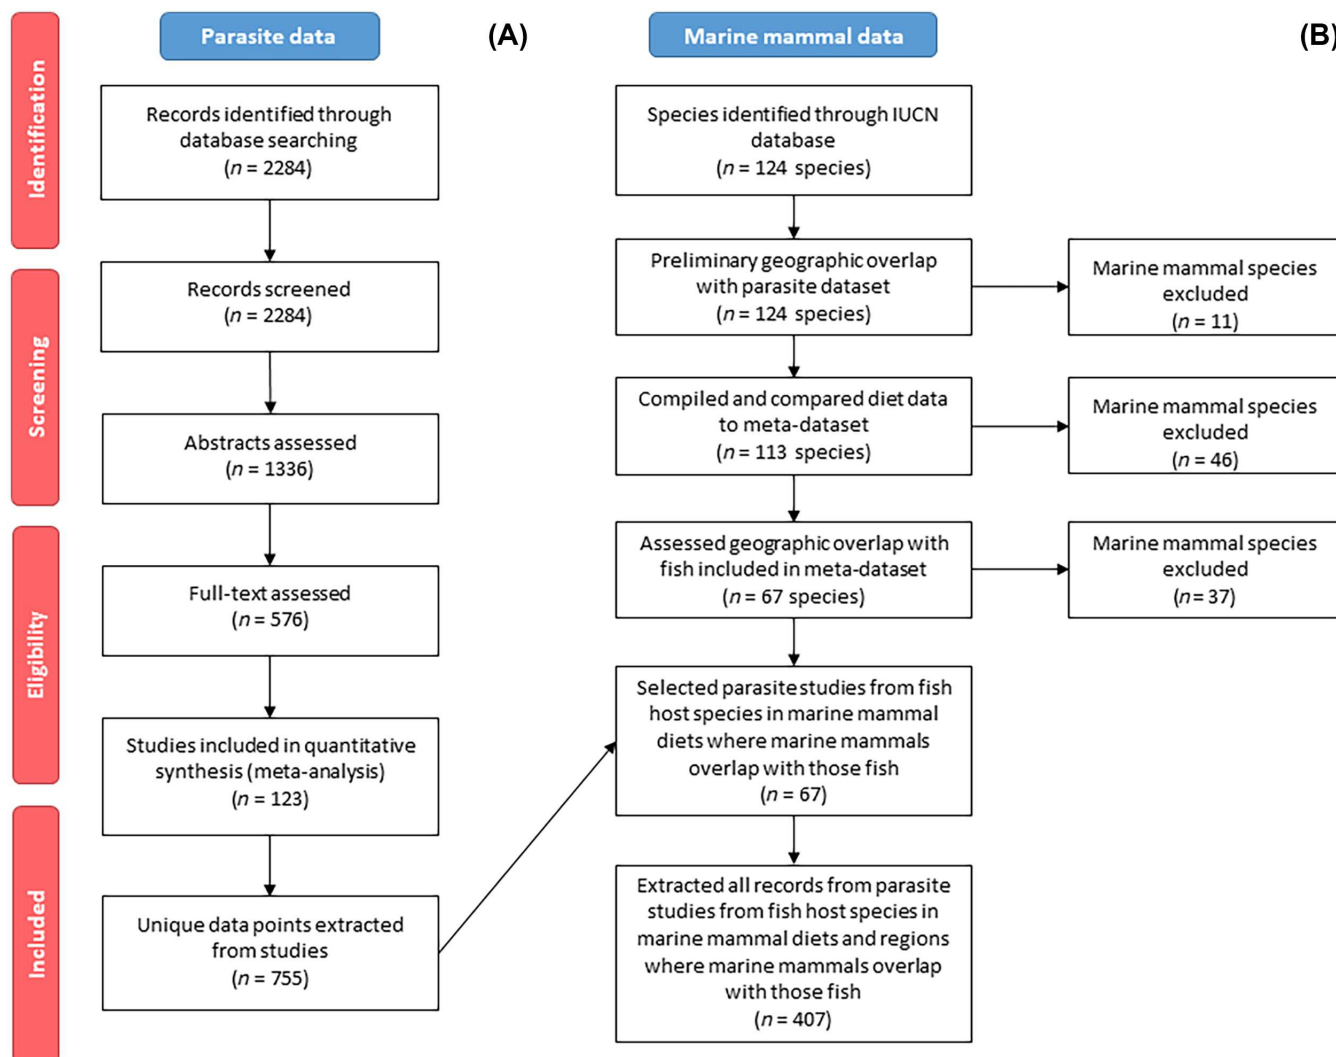 Identification
Screening
Eligibility
Included
Parasite data
(A)
Records identified through
database searching
(n = 2284)
Records screened
(n = 2284)
Abstracts assessed
(n = 1336)
Full-text assessed
(n = 576)
Studies included in quantitative
synthesis (meta-analysis)
(n = 123)
Unique data points extracted
from studies
(n = 755)
Marine mammal data
(B)
Species identified through IUCN
database
(n = 124 species)
Preliminary geographic overlap
with parasite dataset
(n = 124 species)
Marine mammal species
excluded
(n = 11)
Compiled and compared diet data
to meta-dataset
(n = 113 species)
Marine mammal species
excluded
(n = 46)
Assessed geographic overlap with
fish included in meta-dataset
(n = 67 species)
Marine mammal species
excluded
(n = 37)
Selected parasite studies from fish
host species in marine mammal
diets where marine mammals
overlap with those fish
(n = 67)
Extracted all records from parasite
studies from fish host species in
marine mammal diets and regions
where marine mammals overlap
with those fish
(n = 407)